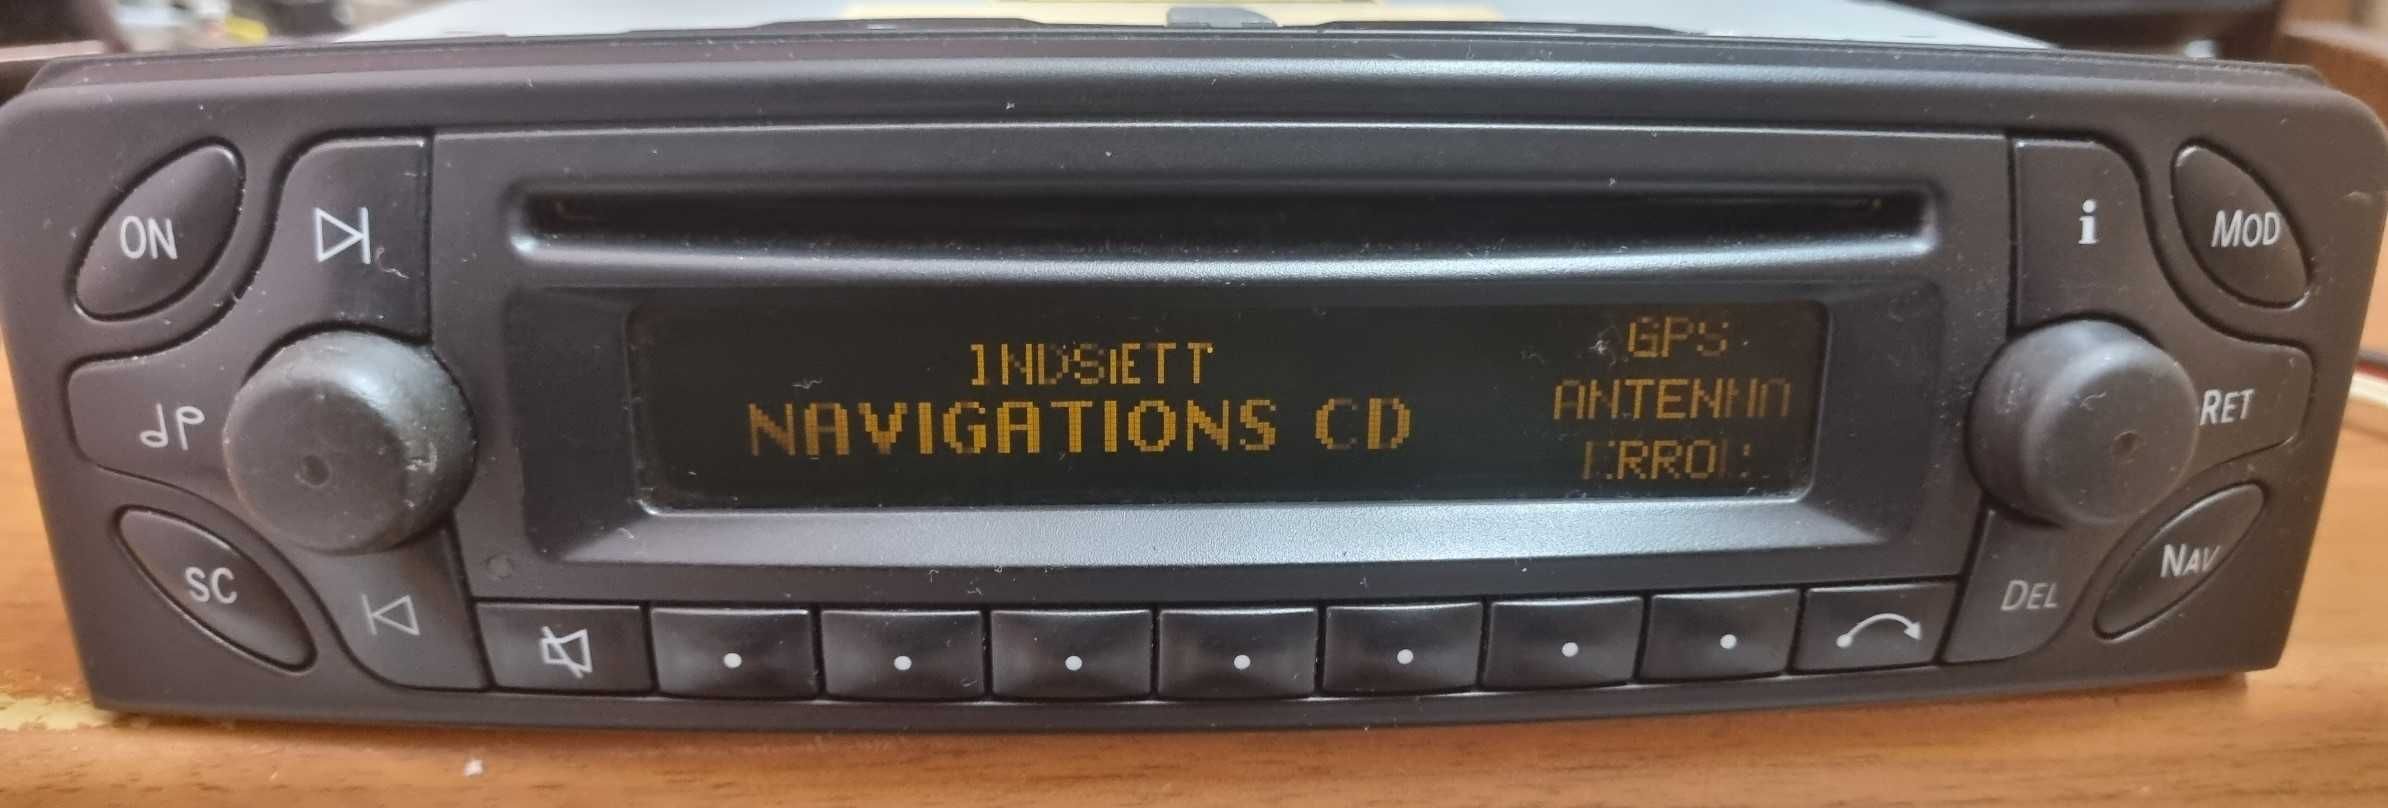 ON
SC
INDSÆTT
NAVIGATIONS CD
GPS
ANTENNA
ERROR
i
MOD
RET
DEL
NAV